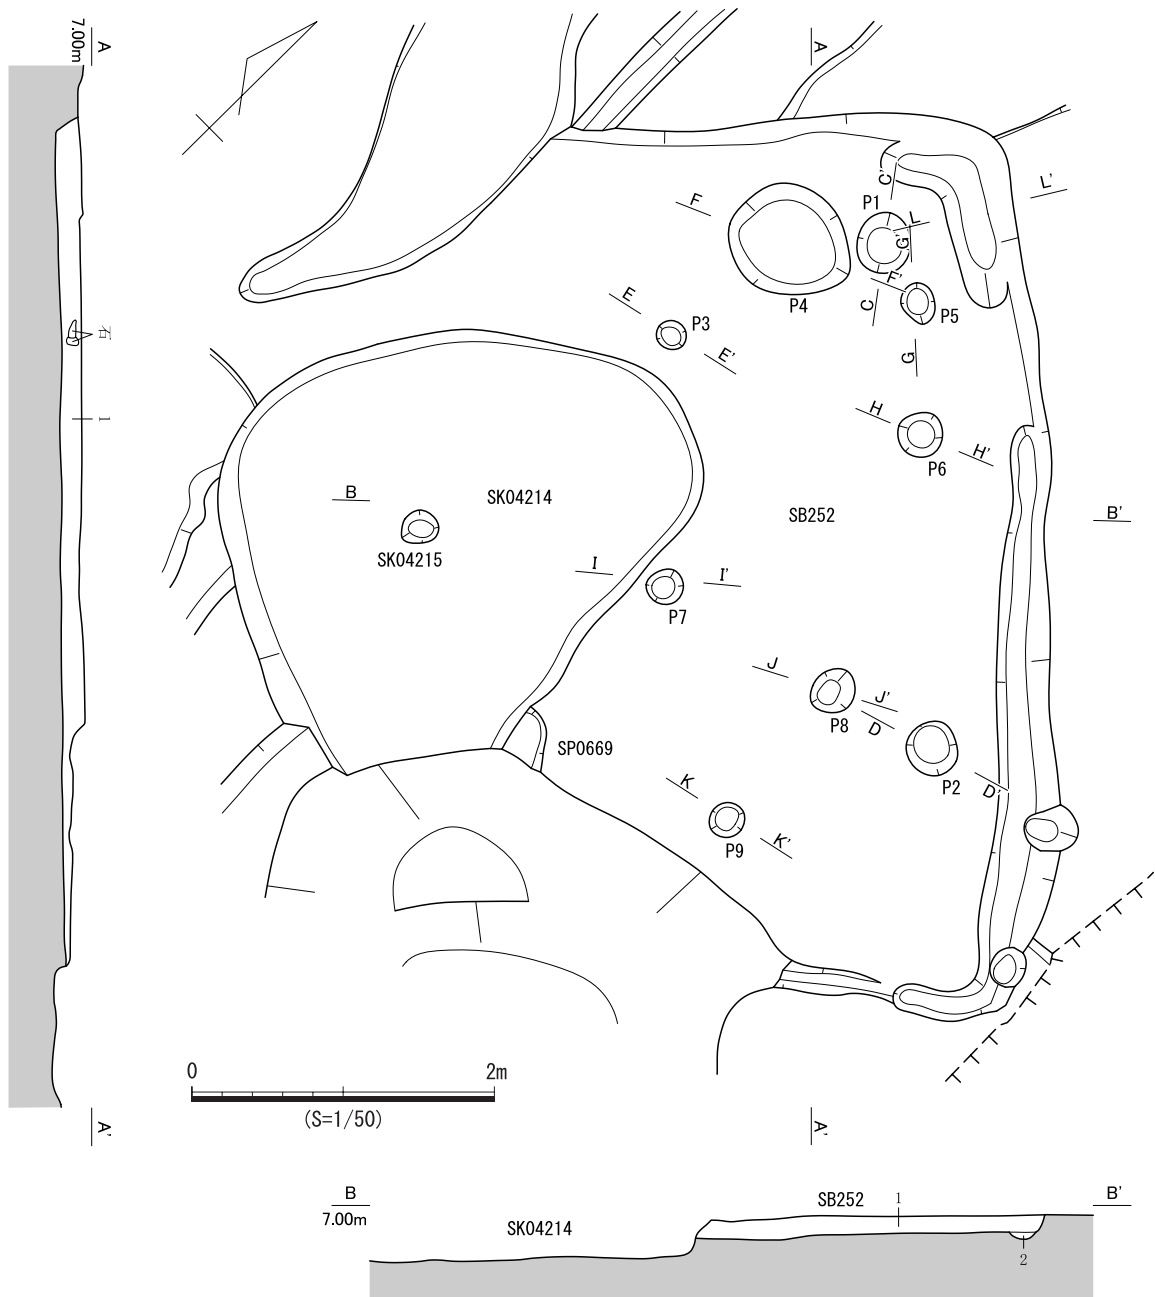 A
7.00m
石
1
A'
A
L'
F
C'
P1
L
G'
F'
P4
C
P5
E
P3
E'
G
H
H'
P6
B
SK04214
SB252
B'
SK04215
I
I'
P7
J
J'
P8
D
SP0669
K
P2
D'
P9
K'
0
2m
(S=1/50)
A'
B
7.00m
SK04214
SB252
1
B'
2